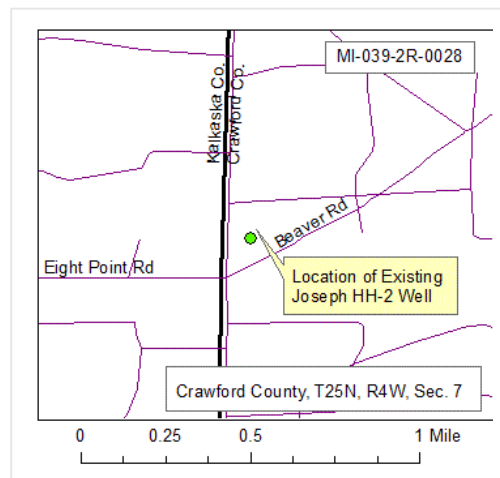 MI-039-2R-0028
Kalkaska Co.
Crawford Cp.
Beaver Rd
Eight Point Rd
Location of Existing
Joseph HH-2 Well
Crawford County, T25N, R4W, Sec. 7
0 0.25 0.5 1 Mile